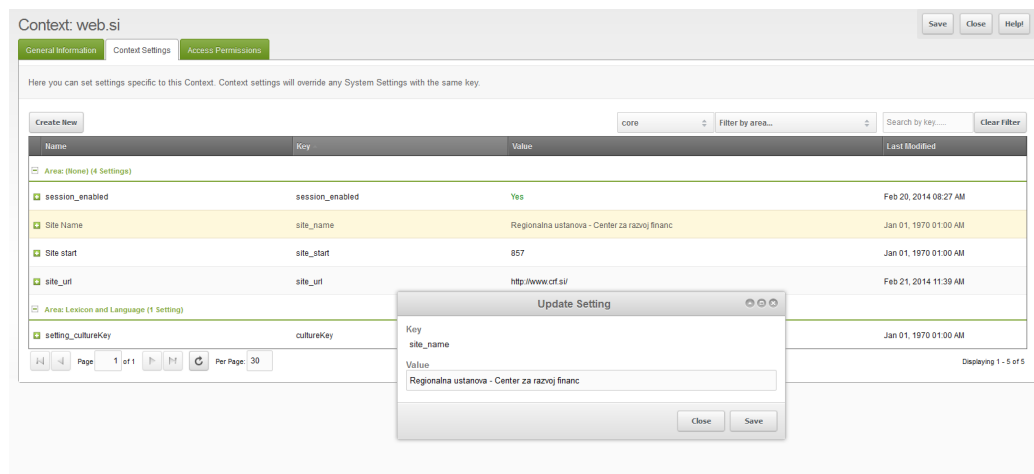 Context: web.si
Save Close Help!
General Information Context Settings Access Permissions
Here you can set settings specific to this Context. Context settings will override any System Settings with the same key.
Create New core Filter by area... Search by key...... Clear Filter
Name Key Value Last Modified
Area: (None) (4 Settings)
session_enabled session_enabled Yes Feb 20, 2014 08:27 AM
Site Name site_name Regionalna ustanova - Center za razvoj financ Jan 01, 1970 01:00 AM
Site start site_start 857 Jan 01, 1970 01:00 AM
site_url site_url http://www.crf.si/ Feb 21, 2014 11:39 AM
Area: Lexicon and Language (1 Setting)
setting_cultureKey cultureKey Jan 01, 1970 01:00 AM
Page 1 of 1 Per Page: 30 Displaying 1 - 5 of 5
Update Setting
Key
site_name
Value
Regionalna ustanova - Center za razvoj financ
Close Save